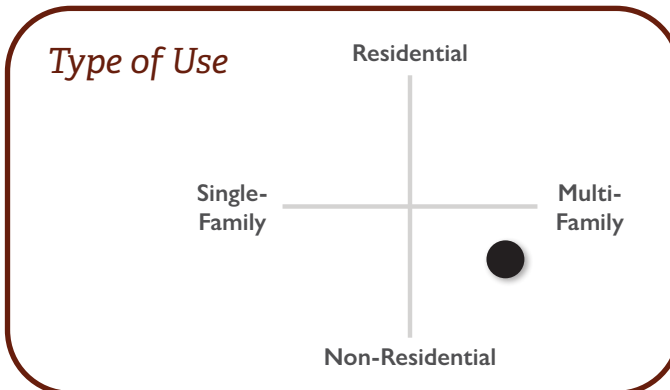 Type of Use
Residential
Single-
Family
Multi-
Family
Non-Residential